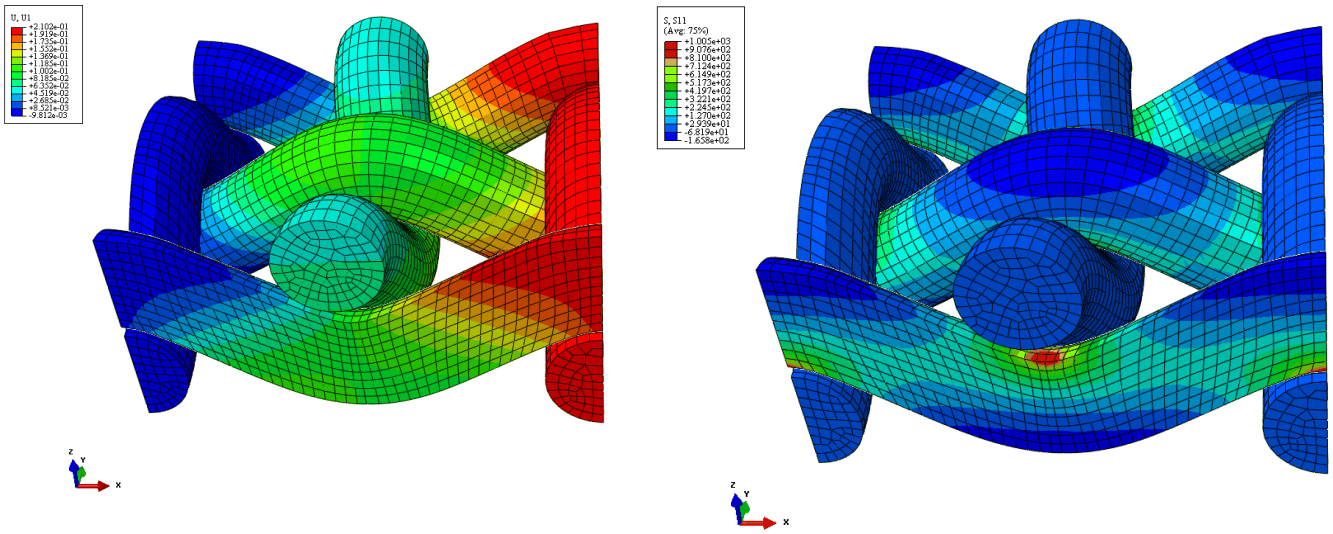 U, U1
+2.102e-01
+1.919e-01
+1.735e-01
+1.552e-01
+1.369e-01
+1.185e-01
+1.002e-01
+8.185e-02
+6.352e-02
+4.519e-02
+2.685e-02
+8.521e-03
-9.812e-03
Z
Y
X
S, S11
(Avg: 75%)
+1.005e+03
+9.076e+02
+8.100e+02
+7.124e+02
+6.149e+02
+5.173e+02
+4.197e+02
+3.221e+02
+2.245e+02
+1.270e+02
+2.939e+01
-6.819e+01
-1.658e+02
Z
Y
X